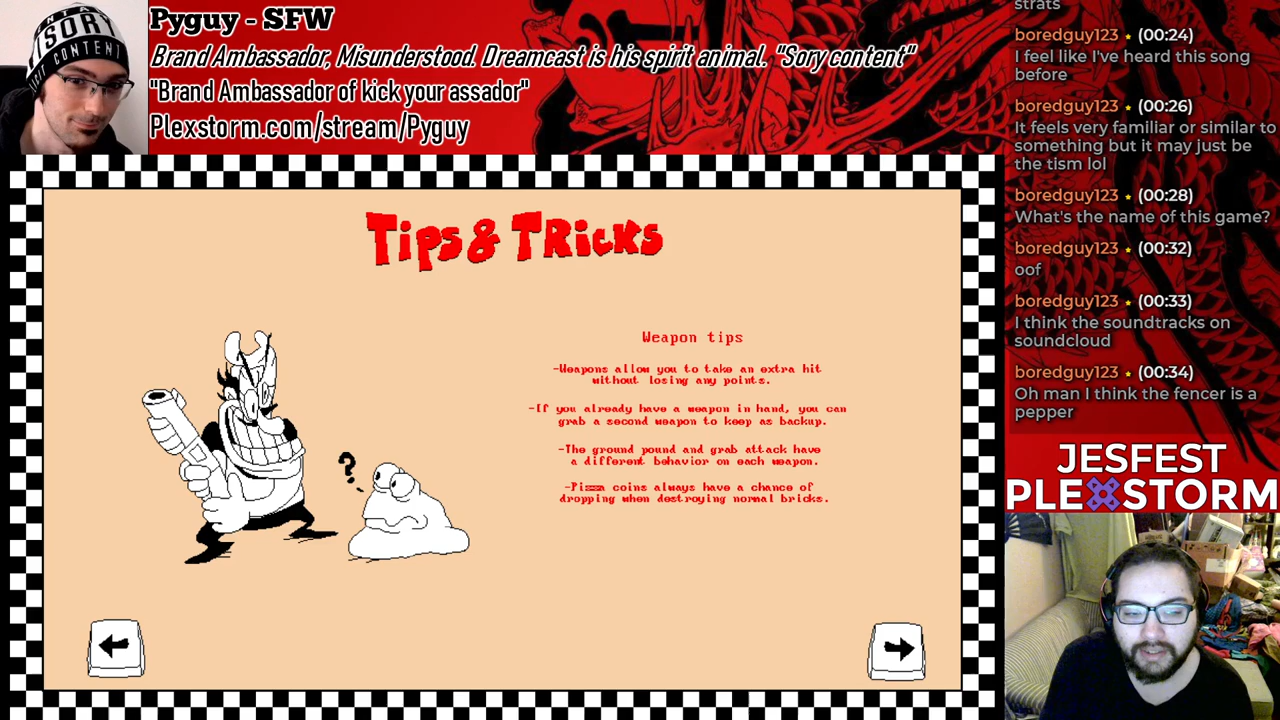 Pyguy - SFW
Brand Ambassador, Misunderstood. Dreamcast is his spirit animal. "Sory content"
"Brand Ambassador of kick your assador"
Plexstorm.com/stream/Pyguy
CONTENT
Tips & Tricks
Weapon tips
-Weapons allow you to take an extra hit
without losing any points.
-If you already have a weapon in hand, you can
grab a second weapon to keep as backup.
-The ground pound and grab attack have
a different behavior on each weapon.
-Pizza coins always have a chance of
dropping when destroying normal bricks.
?
strats
boredguy123 ★ (00:24)
I feel like I've heard this song
before
boredguy123 ★ (00:26)
It feels very familiar or similar to
something but it may just be
the tism lol
boredguy123 ★ (00:28)
What's the name of this game?
boredguy123 ★ (00:32)
oof
boredguy123 ★ (00:33)
I think the soundtracks on
soundcloud
boredguy123 ★ (00:34)
Oh man I think the fencer is a
pepper
JESFEST
PLEXSTORM